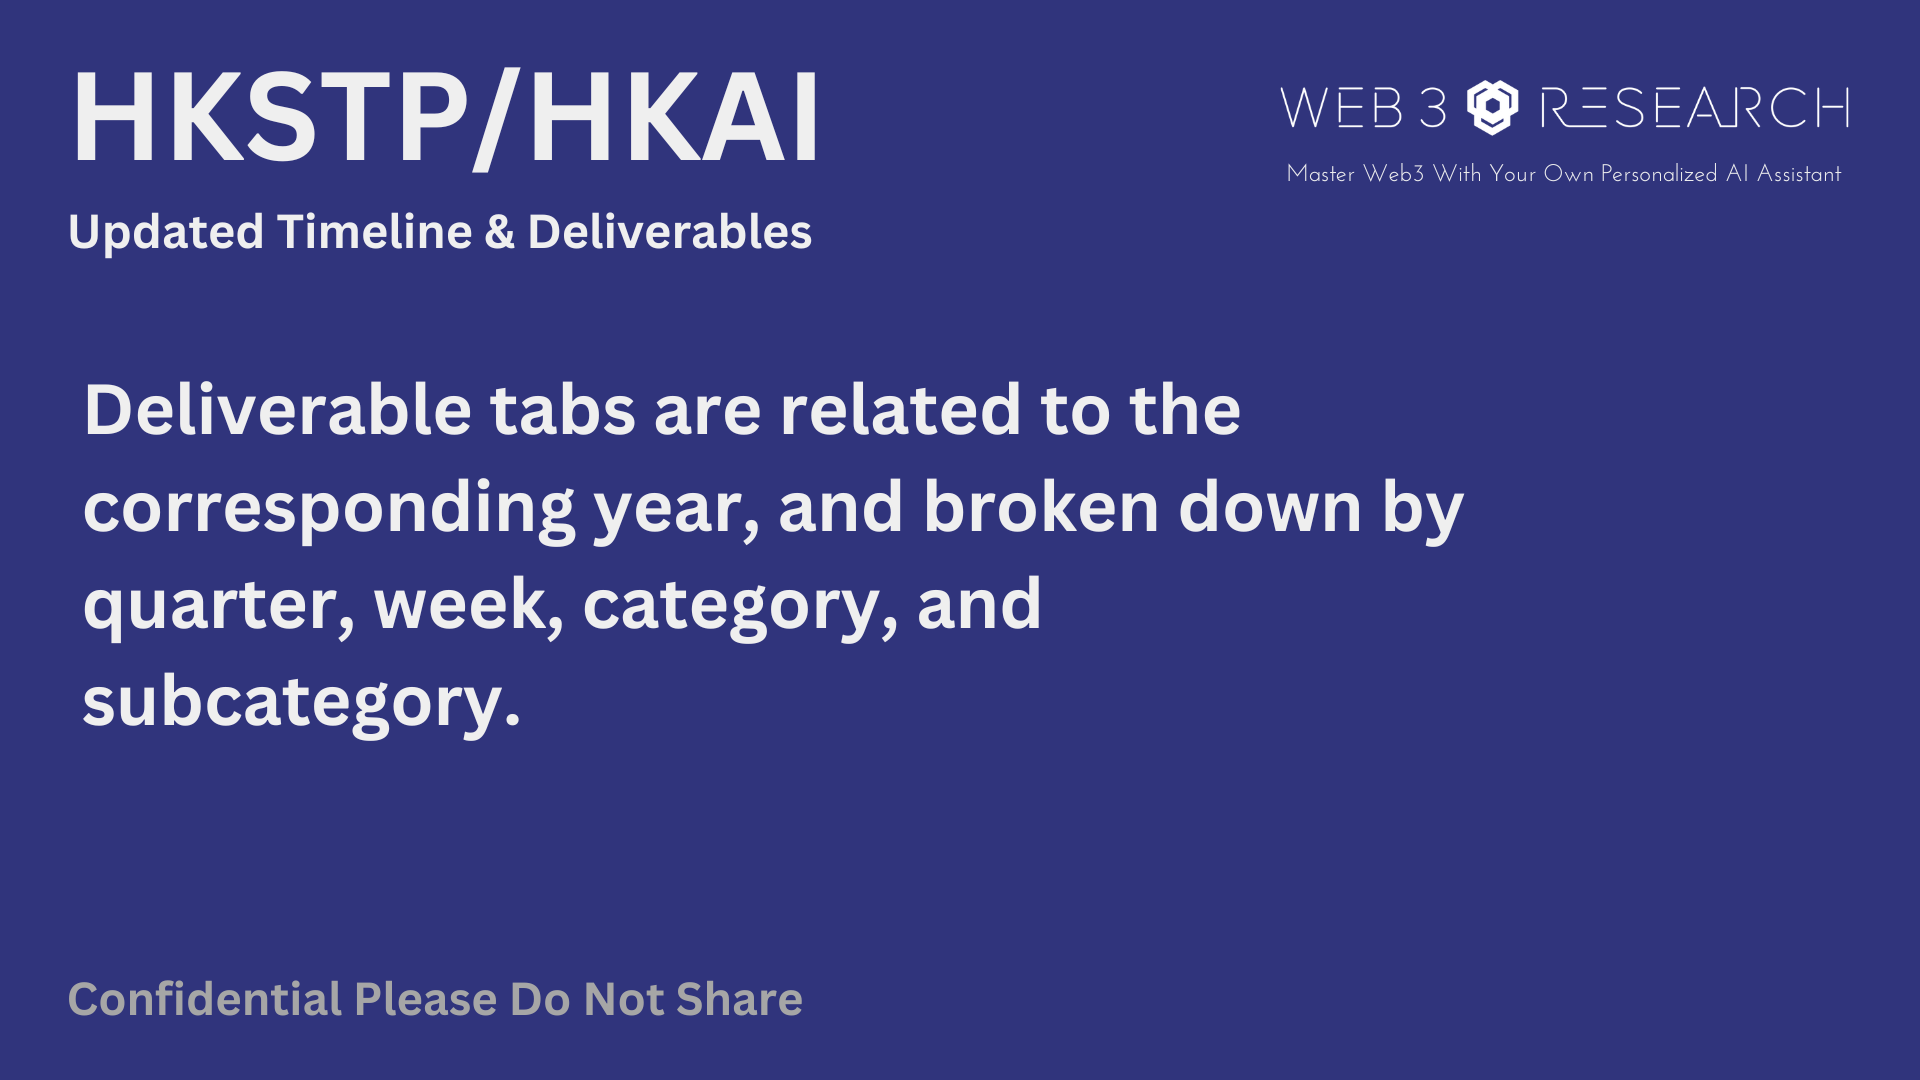 HKSTP/HKAI
WEB 3 RESEARCH
Master Web3 With Your Own Personalized AI Assistant
Updated Timeline & Deliverables
Deliverable tabs are related to the
corresponding year, and broken down by
quarter, week, category, and
subcategory.
Confidential Please Do Not Share